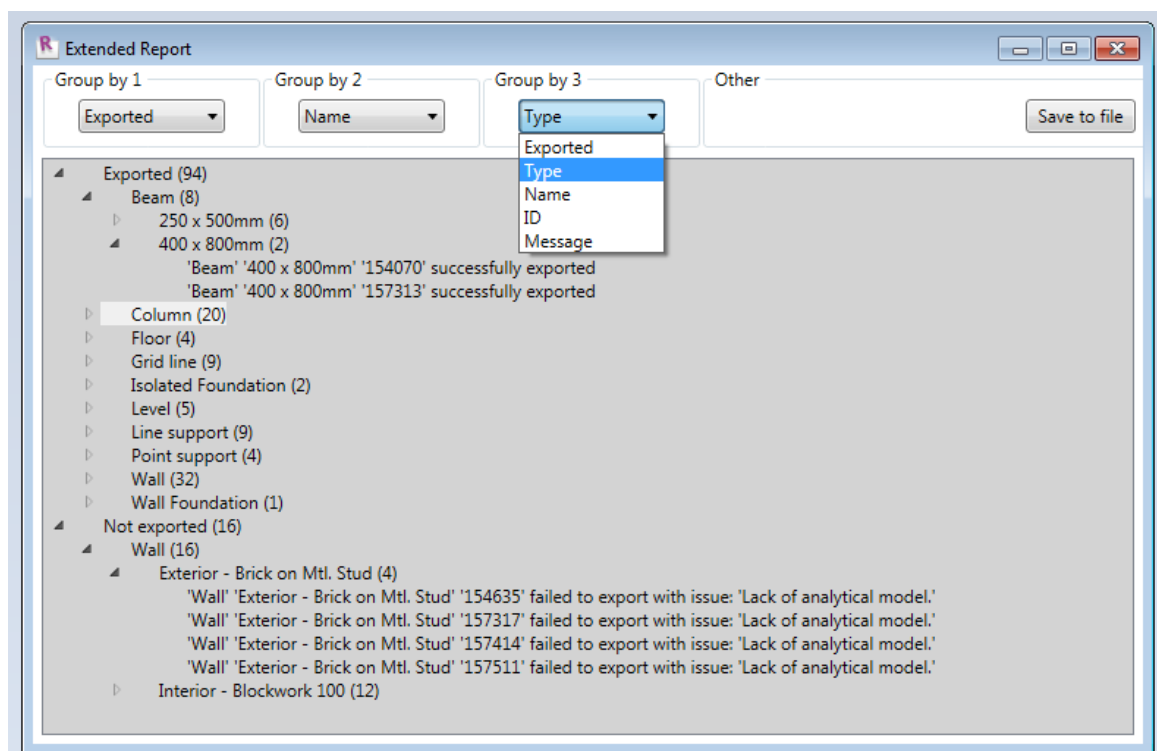 Extended Report
Group by 1
Group by 2
Group by 3
Other
Exported
Name
Type
Save to file
Exported
Type
Name
ID
Message
Exported (94)
Beam (8)
250 x 500mm (6)
400 x 800mm (2)
'Beam' '400 x 800mm' '154070' successfully exported
'Beam' '400 x 800mm' '157313' successfully exported
Column (20)
Floor (4)
Grid line (9)
Isolated Foundation (2)
Level (5)
Line support (9)
Point support (4)
Wall (32)
Wall Foundation (1)
Not exported (16)
Wall (16)
Exterior - Brick on Mtl. Stud (4)
'Wall' 'Exterior - Brick on Mtl. Stud' '154635' failed to export with issue: 'Lack of analytical model.'
'Wall' 'Exterior - Brick on Mtl. Stud' '157317' failed to export with issue: 'Lack of analytical model.'
'Wall' 'Exterior - Brick on Mtl. Stud' '157414' failed to export with issue: 'Lack of analytical model.'
'Wall' 'Exterior - Brick on Mtl. Stud' '157511' failed to export with issue: 'Lack of analytical model.'
Interior - Blockwork 100 (12)